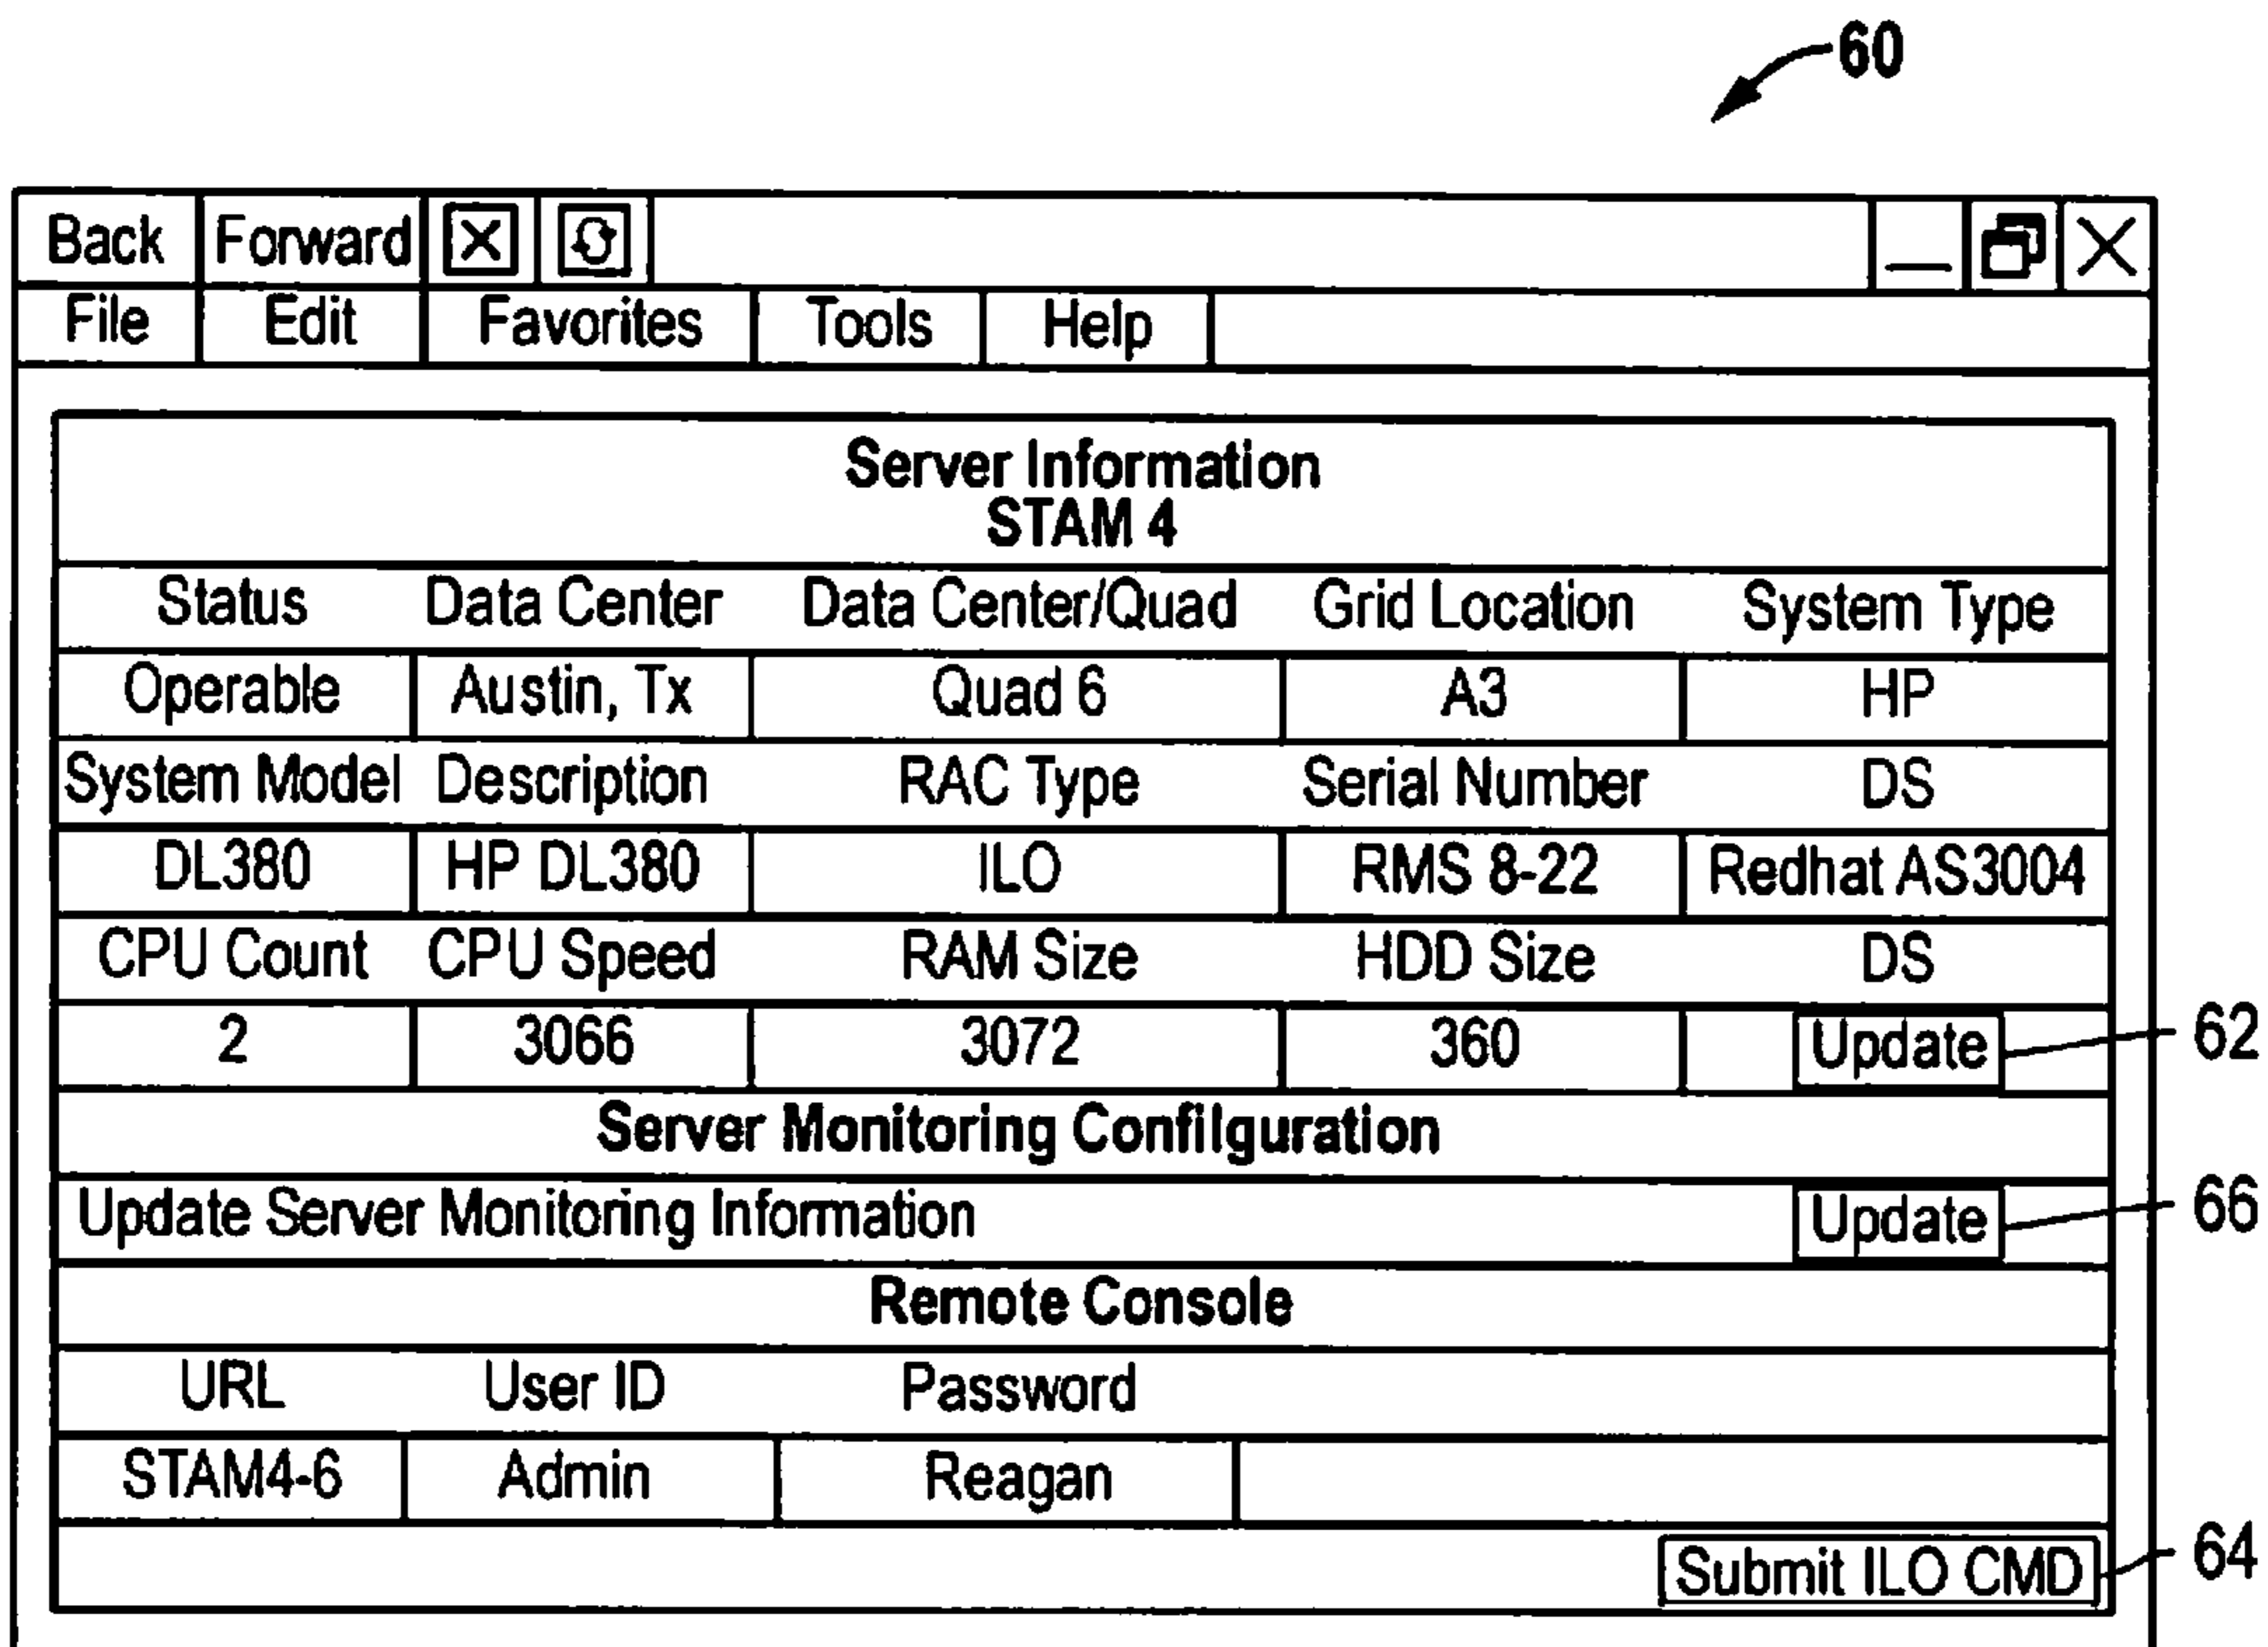 60
Back Forward
File Edit Favorites Tools Help
Server Information
STAM 4
Status Data Center Data Center/Quad Grid Location System Type
Operable Austin, Tx Quad 6 A3 HP
System Model Description RAC Type Serial Number DS
DL380 HP DL380 ILO RMS 8-22 Redhat AS3004
CPU Count CPU Speed RAM Size HDD Size DS
2 3066 3072 360 Update 62
Server Monitoring Confilguration
Update Server Monitoring Information Update 66
Remote Console
URL User ID Password
STAM4-6 Admin Reagan
Submit ILO CMD 64